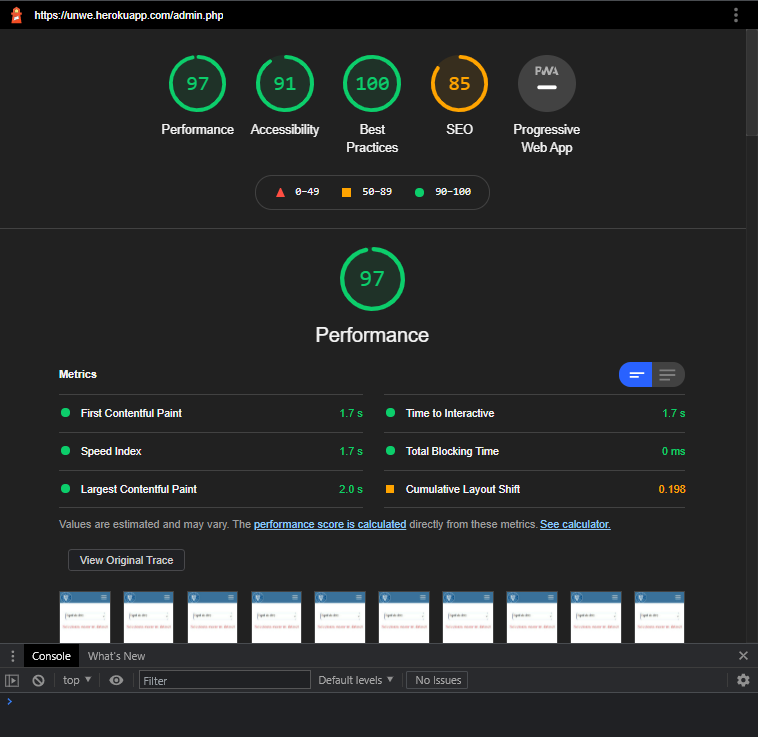 https://unwe.herokuapp.com/admin.php
97 91 100 85 PWA
Performance Accessibility Best Practices SEO Progressive Web App
0–49 50–89 90–100
97
Performance
Metrics
First Contentful Paint 1.7 s
Time to Interactive 1.7 s
Speed Index 1.7 s
Total Blocking Time 0 ms
Largest Contentful Paint 2.0 s
Cumulative Layout Shift 0.198
Values are estimated and may vary. The performance score is calculated directly from these metrics. See calculator.
View Original Trace
Console What's New
top Filter Default levels No Issues